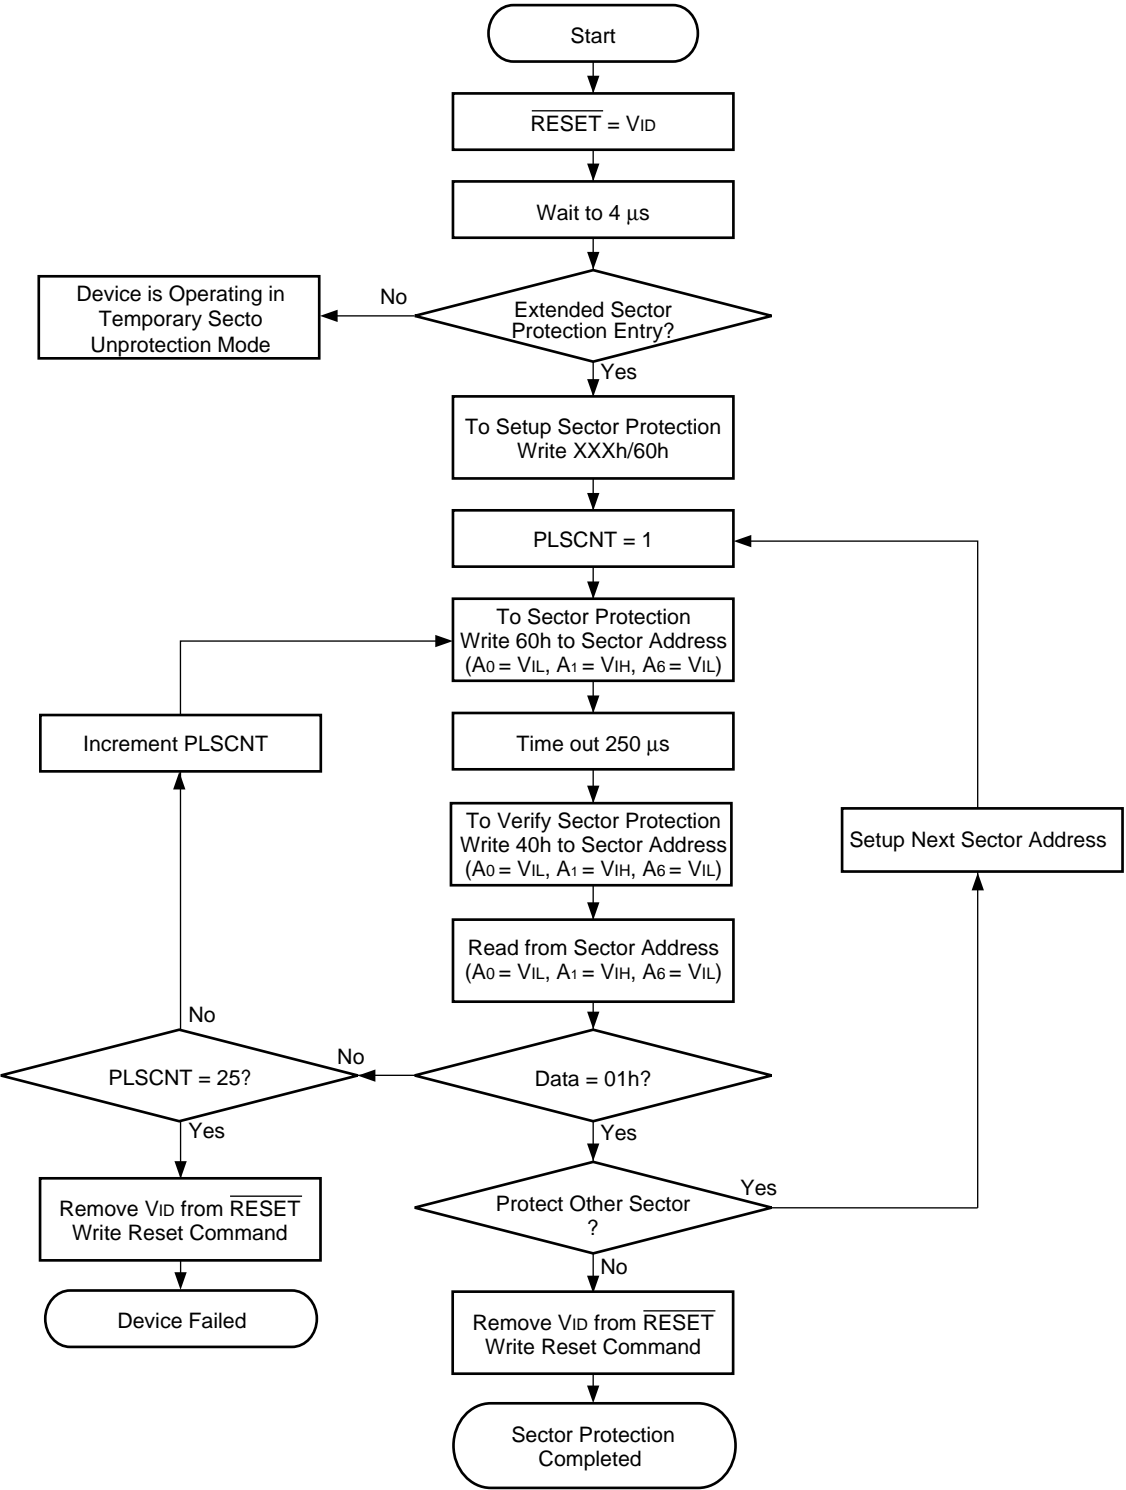 Start
RESET = VID
Wait to 4 μs
Device is Operating in
Temporary Secto
Unprotection Mode
No
Extended Sector
Protection Entry?
Yes
To Setup Sector Protection
Write XXXh/60h
PLSCNT = 1
To Sector Protection
Write 60h to Sector Address
(A0 = VIL, A1 = VIH, A6 = VIL)
Increment PLSCNT
Time out 250 μs
To Verify Sector Protection
Write 40h to Sector Address
(A0 = VIL, A1 = VIH, A6 = VIL)
Setup Next Sector Address
Read from Sector Address
(A0 = VIL, A1 = VIH, A6 = VIL)
No
PLSCNT = 25?
No
Data = 01h?
Yes
Yes
Protect Other Sector
?
Yes
Remove VID from RESET
Write Reset Command
No
Device Failed
Remove VID from RESET
Write Reset Command
Sector Protection
Completed